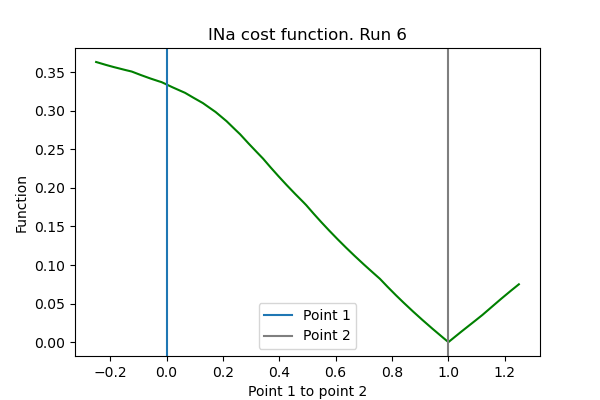 INa cost function. Run 6
Function
0.35
0.30
0.25
0.20
0.15
0.10
0.05
0.00
Point 1
Point 2
−0.2 0.0 0.2 0.4 0.6 0.8 1.0 1.2
Point 1 to point 2